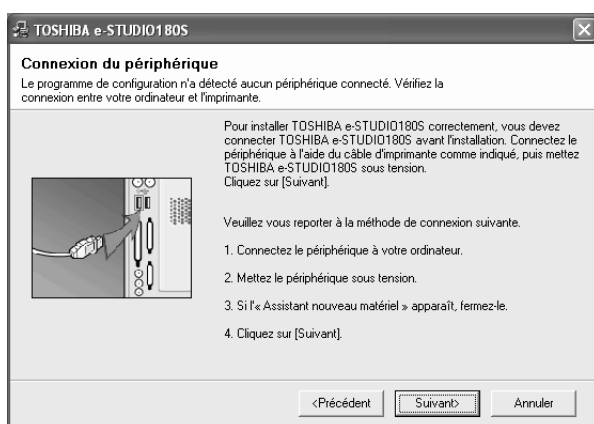 TOSHIBA e-STUDIO180S
Connexion du périphérique
Le programme de configuration n'a détecté aucun périphérique connecté. Vérifiez la
connexion entre votre ordinateur et l'imprimante.
Pour installer TOSHIBA e-STUDIO180S correctement, vous devez
connecter TOSHIBA e-STUDIO180S avant l'installation. Connectez le
périphérique à l'aide du câble d'imprimante comme indiqué, puis mettez
TOSHIBA e-STUDIO180S sous tension.
Cliquez sur [Suivant].
Veuillez vous reporter à la méthode de connexion suivante.
1. Connectez le périphérique à votre ordinateur.
2. Mettez le périphérique sous tension.
3. Si l'« Assistant nouveau matériel » apparaît, fermez-le.
4. Cliquez sur [Suivant].
<Précédent
Suivant>
Annuler